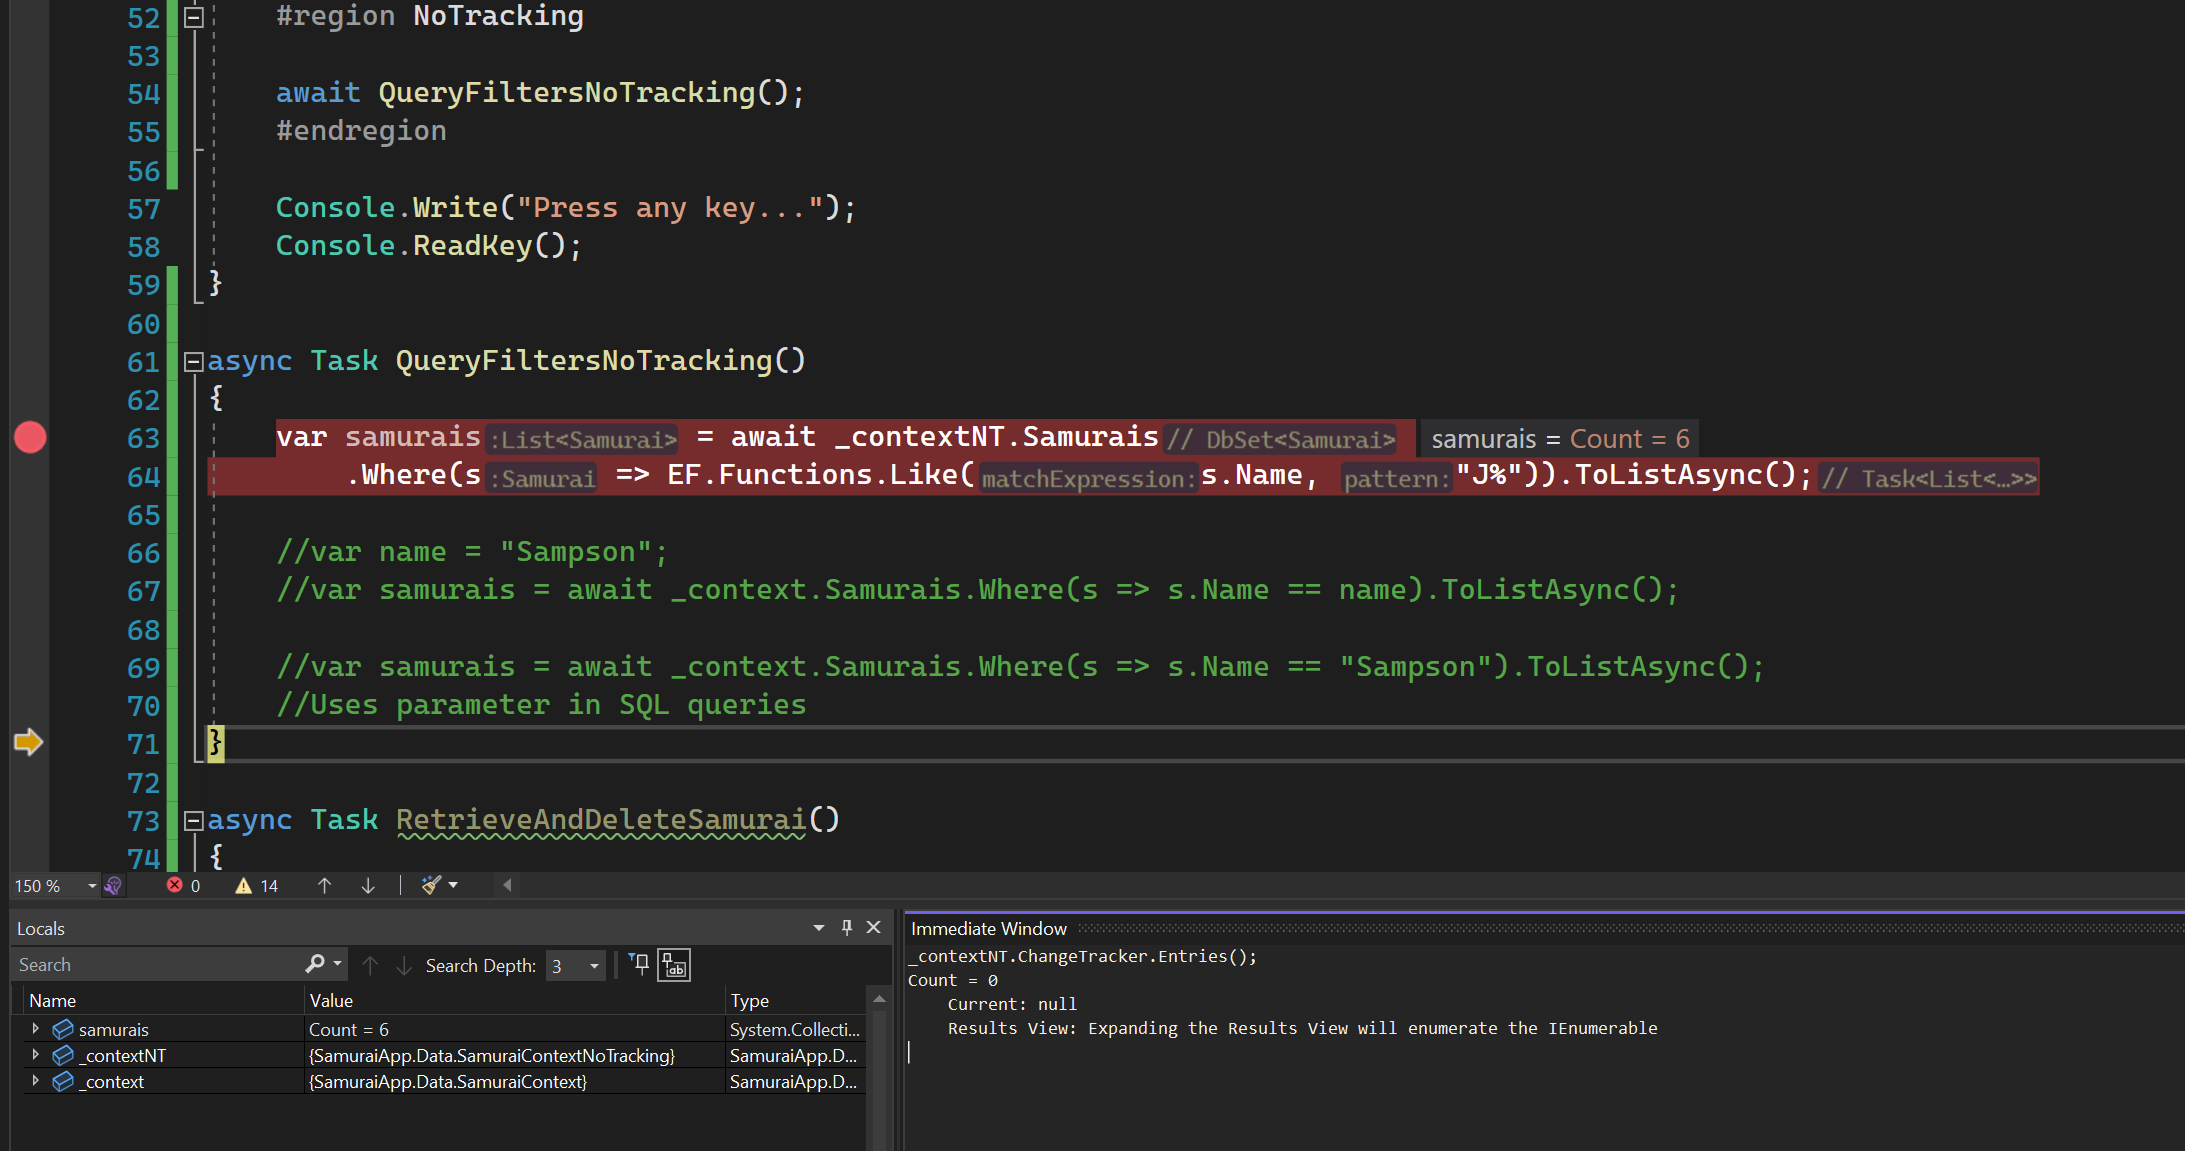 52 #region NoTracking
53
54 await QueryFiltersNoTracking();
55 #endregion
56
57 Console.Write("Press any key...");
58 Console.ReadKey();
59 }
60
61 async Task QueryFiltersNoTracking()
62 {
63 var samurais :List<Samurai> = await _contextNT.Samurais // DbSet<Samurai> samurais = Count = 6
64 .Where(s :Samurai => EF.Functions.Like( matchExpression: s.Name, pattern: "J%")).ToListAsync(); // Task<List<…>>
65
66 //var name = "Sampson";
67 //var samurais = await _context.Samurais.Where(s => s.Name == name).ToListAsync();
68
69 //var samurais = await _context.Samurais.Where(s => s.Name == "Sampson").ToListAsync();
70 //Uses parameter in SQL queries
71 }
72
73 async Task RetrieveAndDeleteSamurai()
74 {
150 % 0 14
Locals
Search Search Depth: 3
Name Value Type
samurais Count = 6 System.Collecti...
_contextNT {SamuraiApp.Data.SamuraiContextNoTracking} SamuraiApp.D...
_context {SamuraiApp.Data.SamuraiContext} SamuraiApp.D...
Immediate Window
_contextNT.ChangeTracker.Entries();
Count = 0
Current: null
Results View: Expanding the Results View will enumerate the IEnumerable